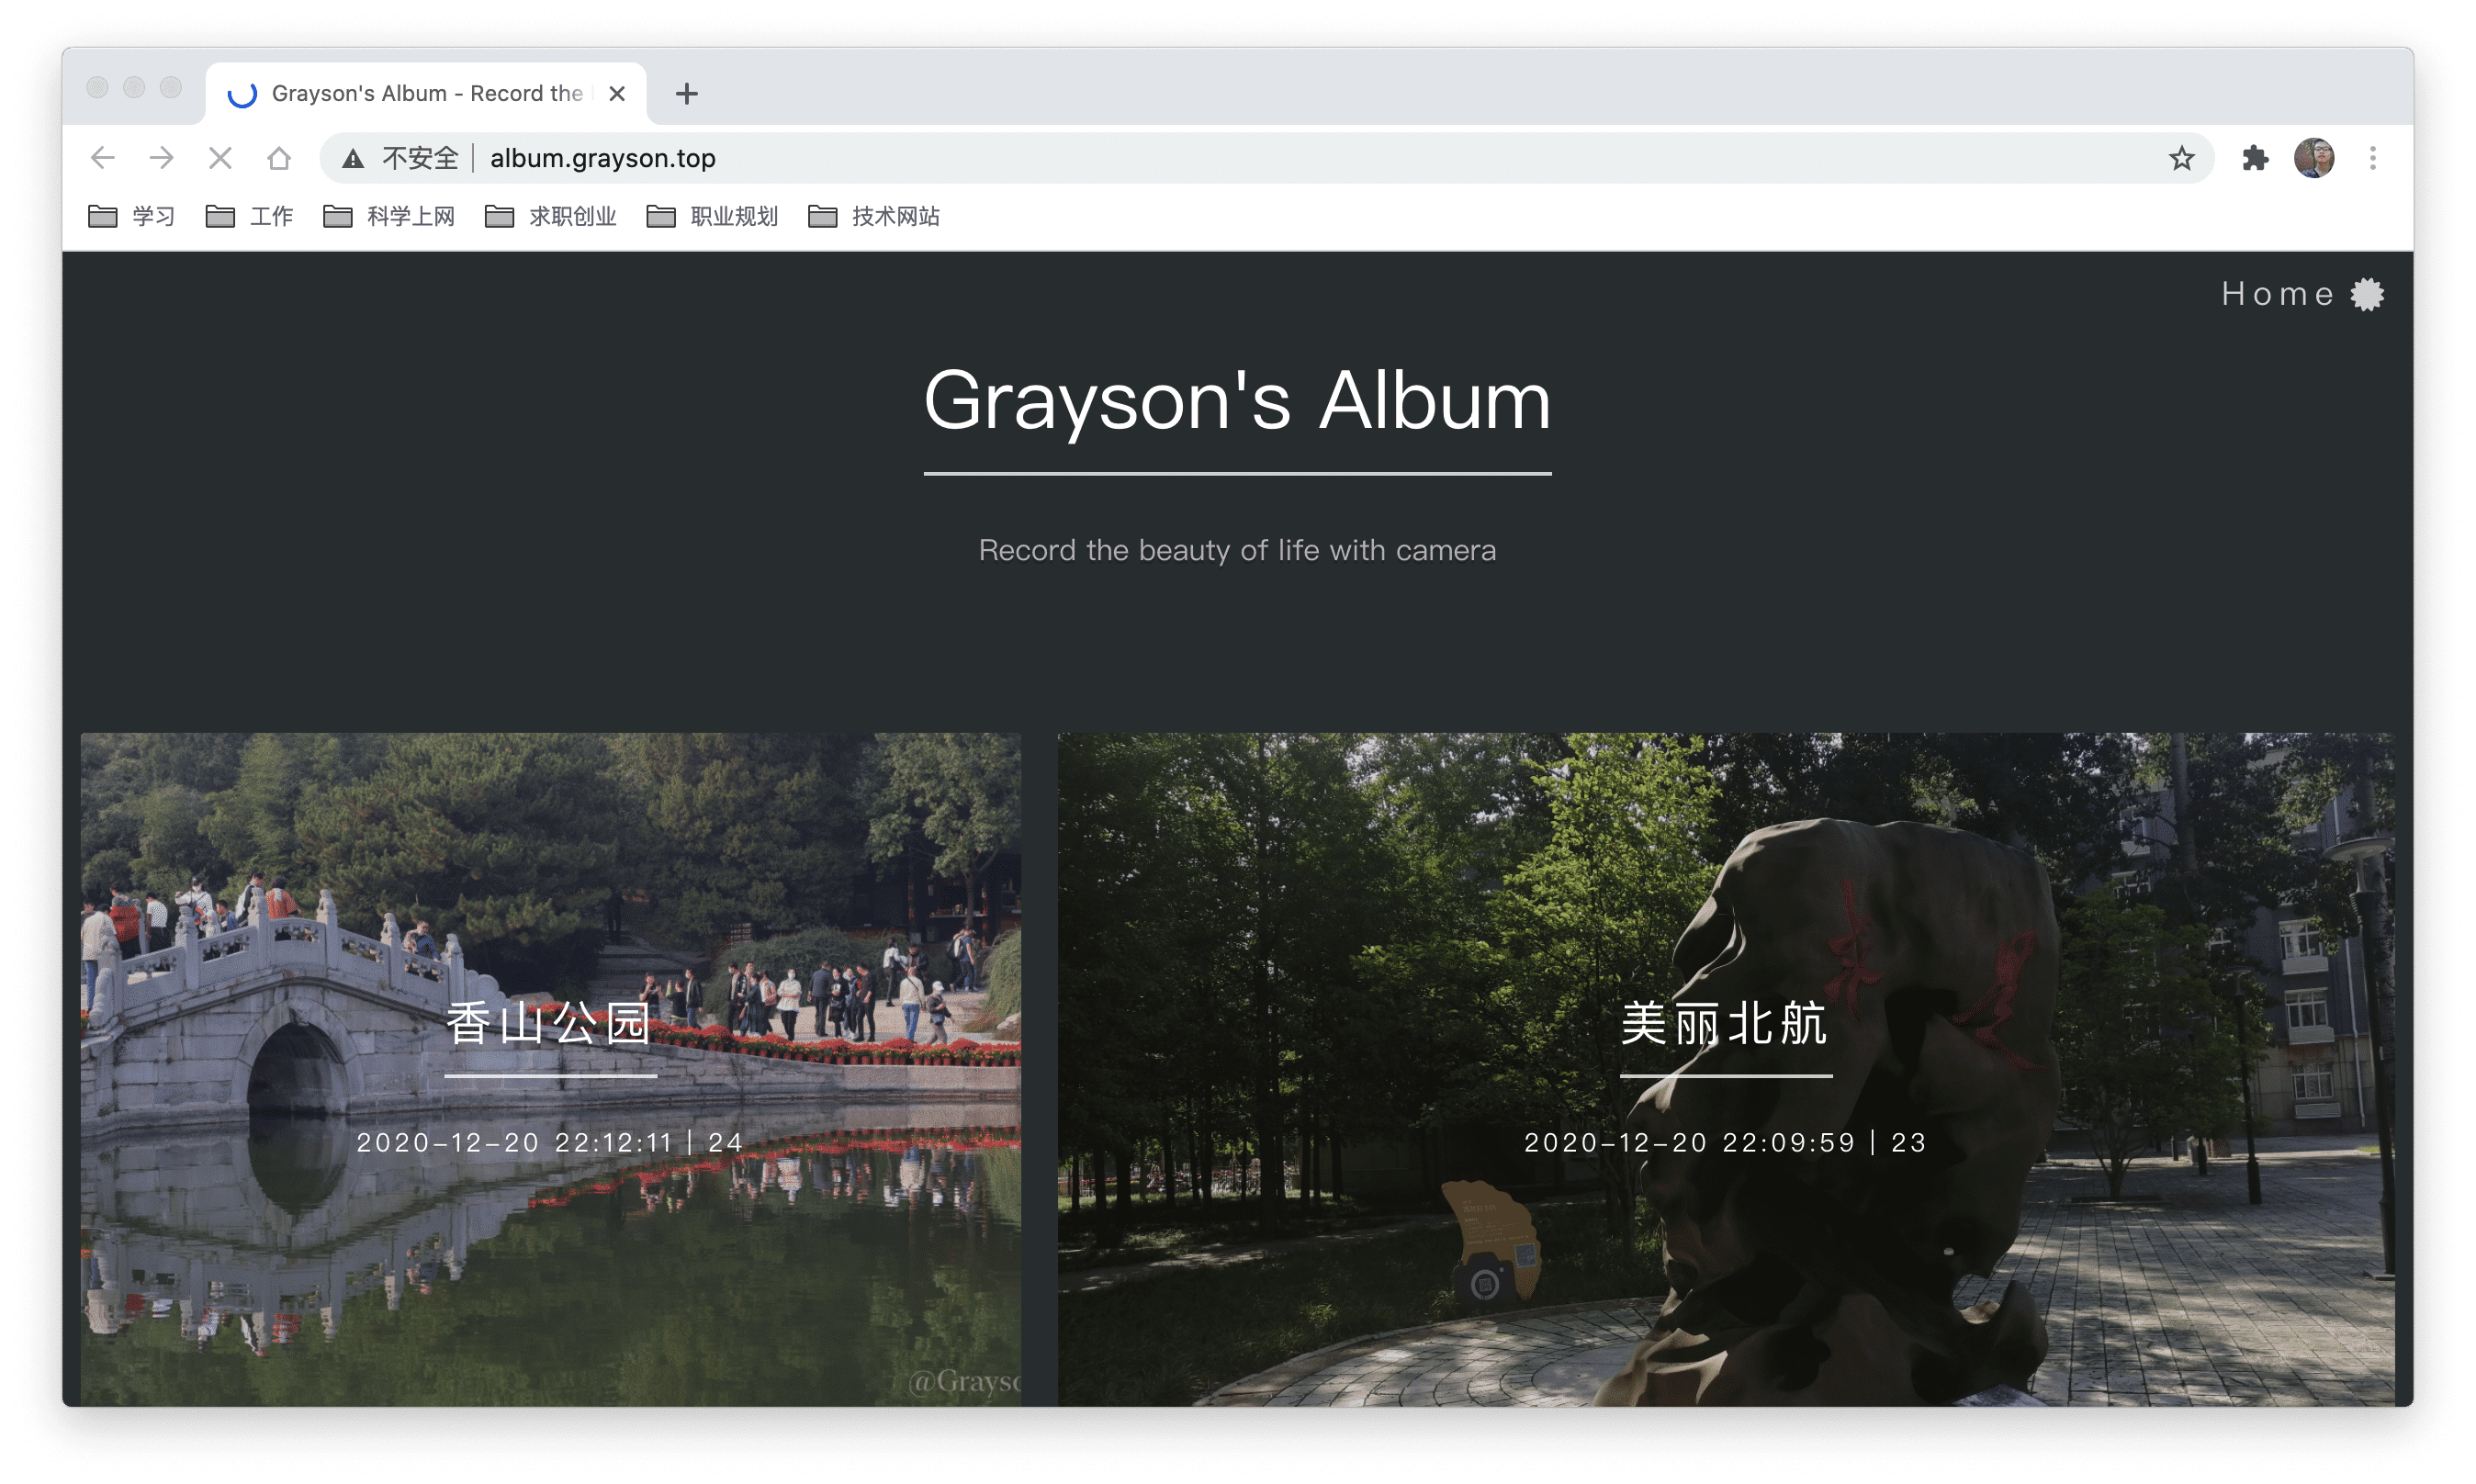 Grayson's Album - Record the
不安全 | album.grayson.top
学习 工作 科学上网 求职创业 职业规划 技术网站
Home
Grayson's Album
Record the beauty of life with camera
香山公园
2020-12-20 22:12:11 | 24
@Grayso
美丽北航
2020-12-20 22:09:59 | 23